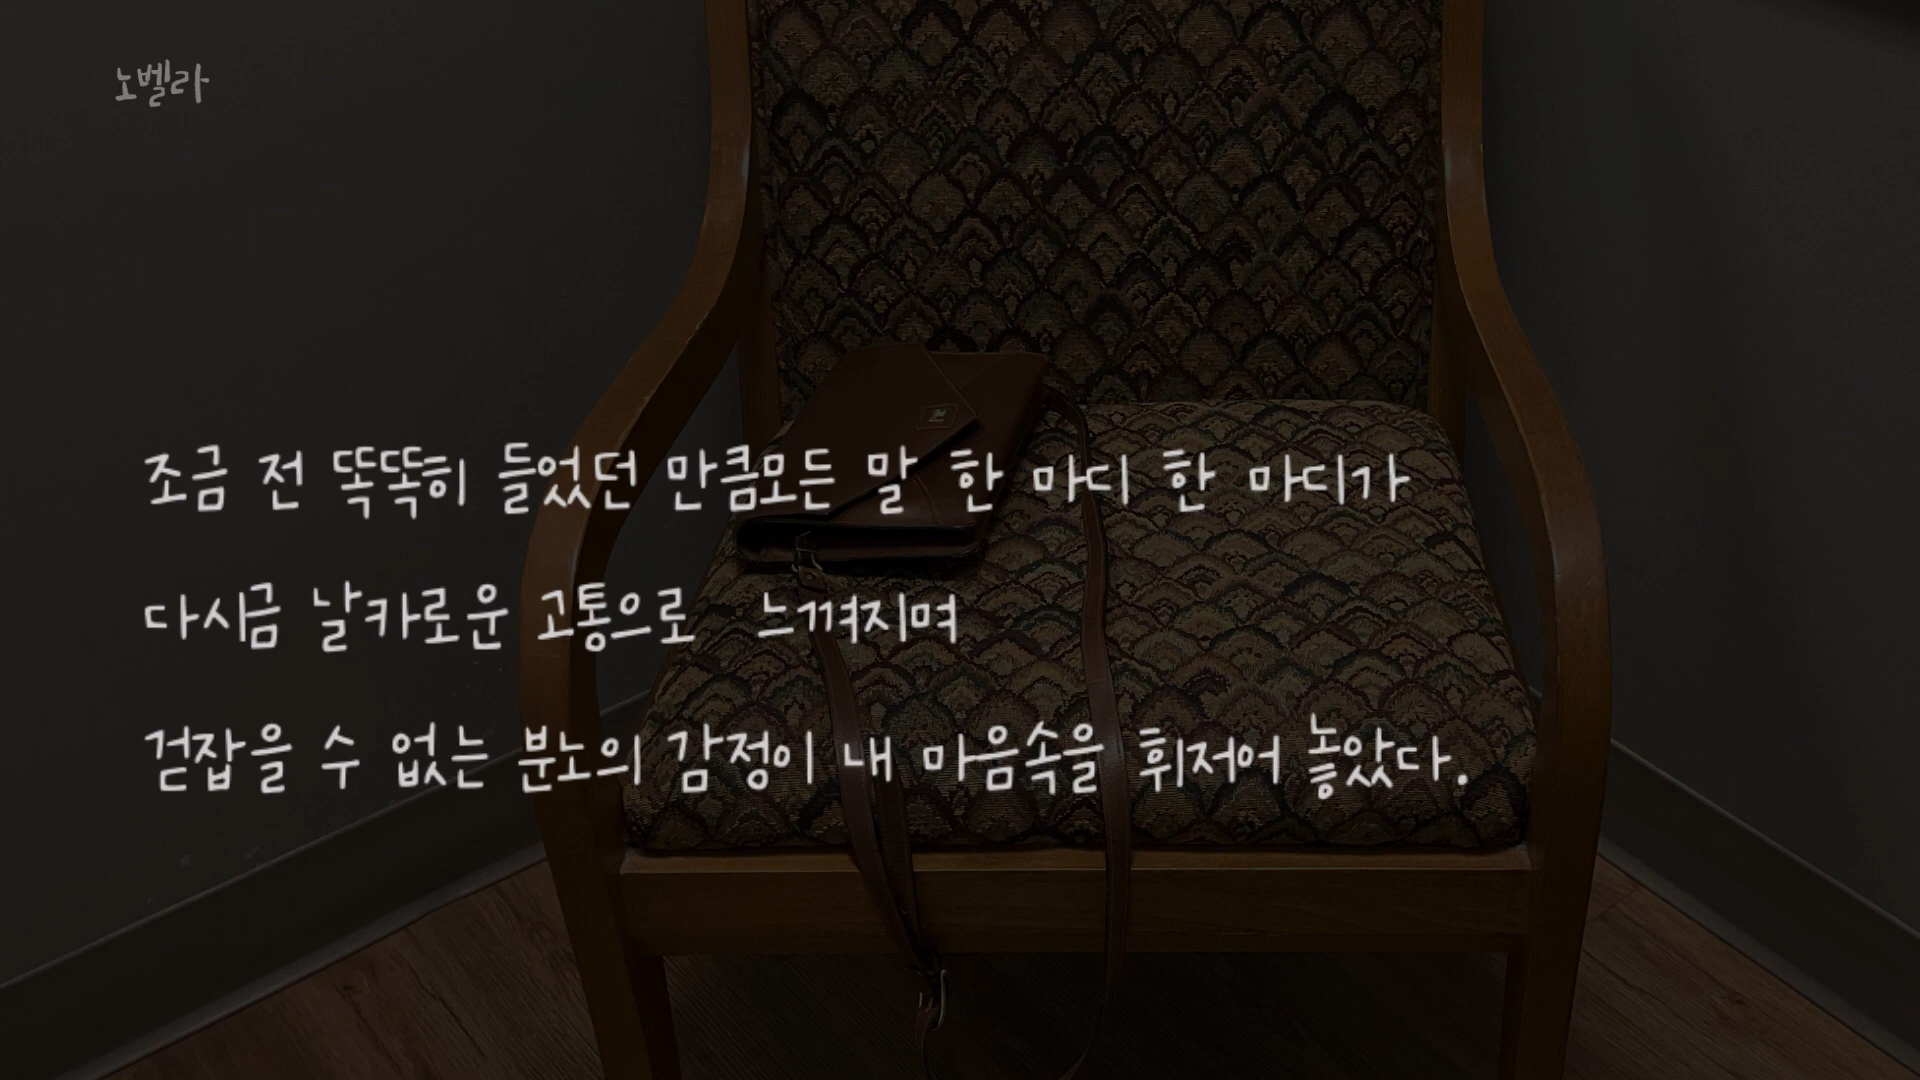 노벨라
조금 전 똑똑히 들었던 만큼모든 말 한 마디 한 마디가
다시금 날카로운 고통으로 느껴지며
걷잡을 수 없는 분노의 감정이 내 마음속을 휘저어 놓았다.